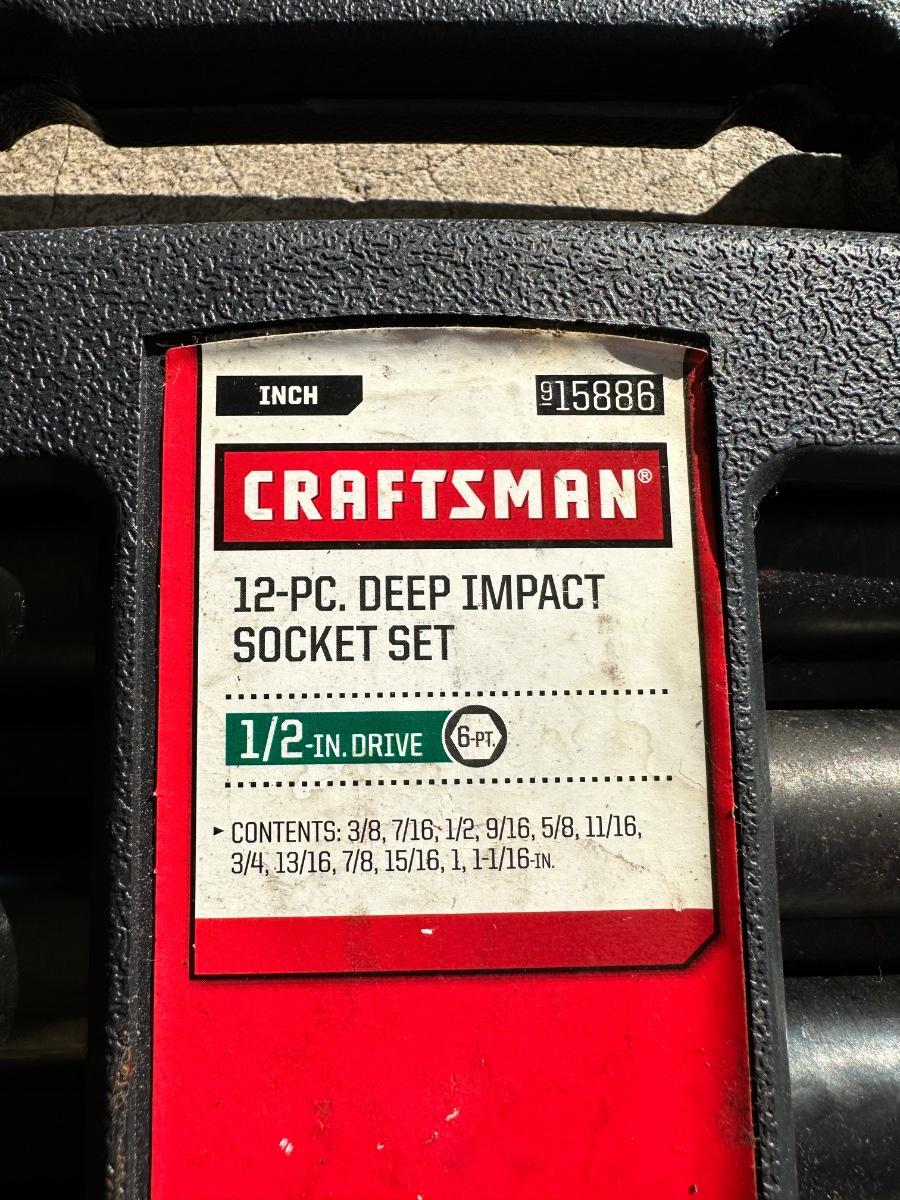 INCH
915886
CRAFTSMAN®
12-PC. DEEP IMPACT
SOCKET SET
1/2-IN. DRIVE 6-PT.
▸ CONTENTS: 3/8, 7/16, 1/2, 9/16, 5/8, 11/16,
3/4, 13/16, 7/8, 15/16, 1, 1-1/16-IN.